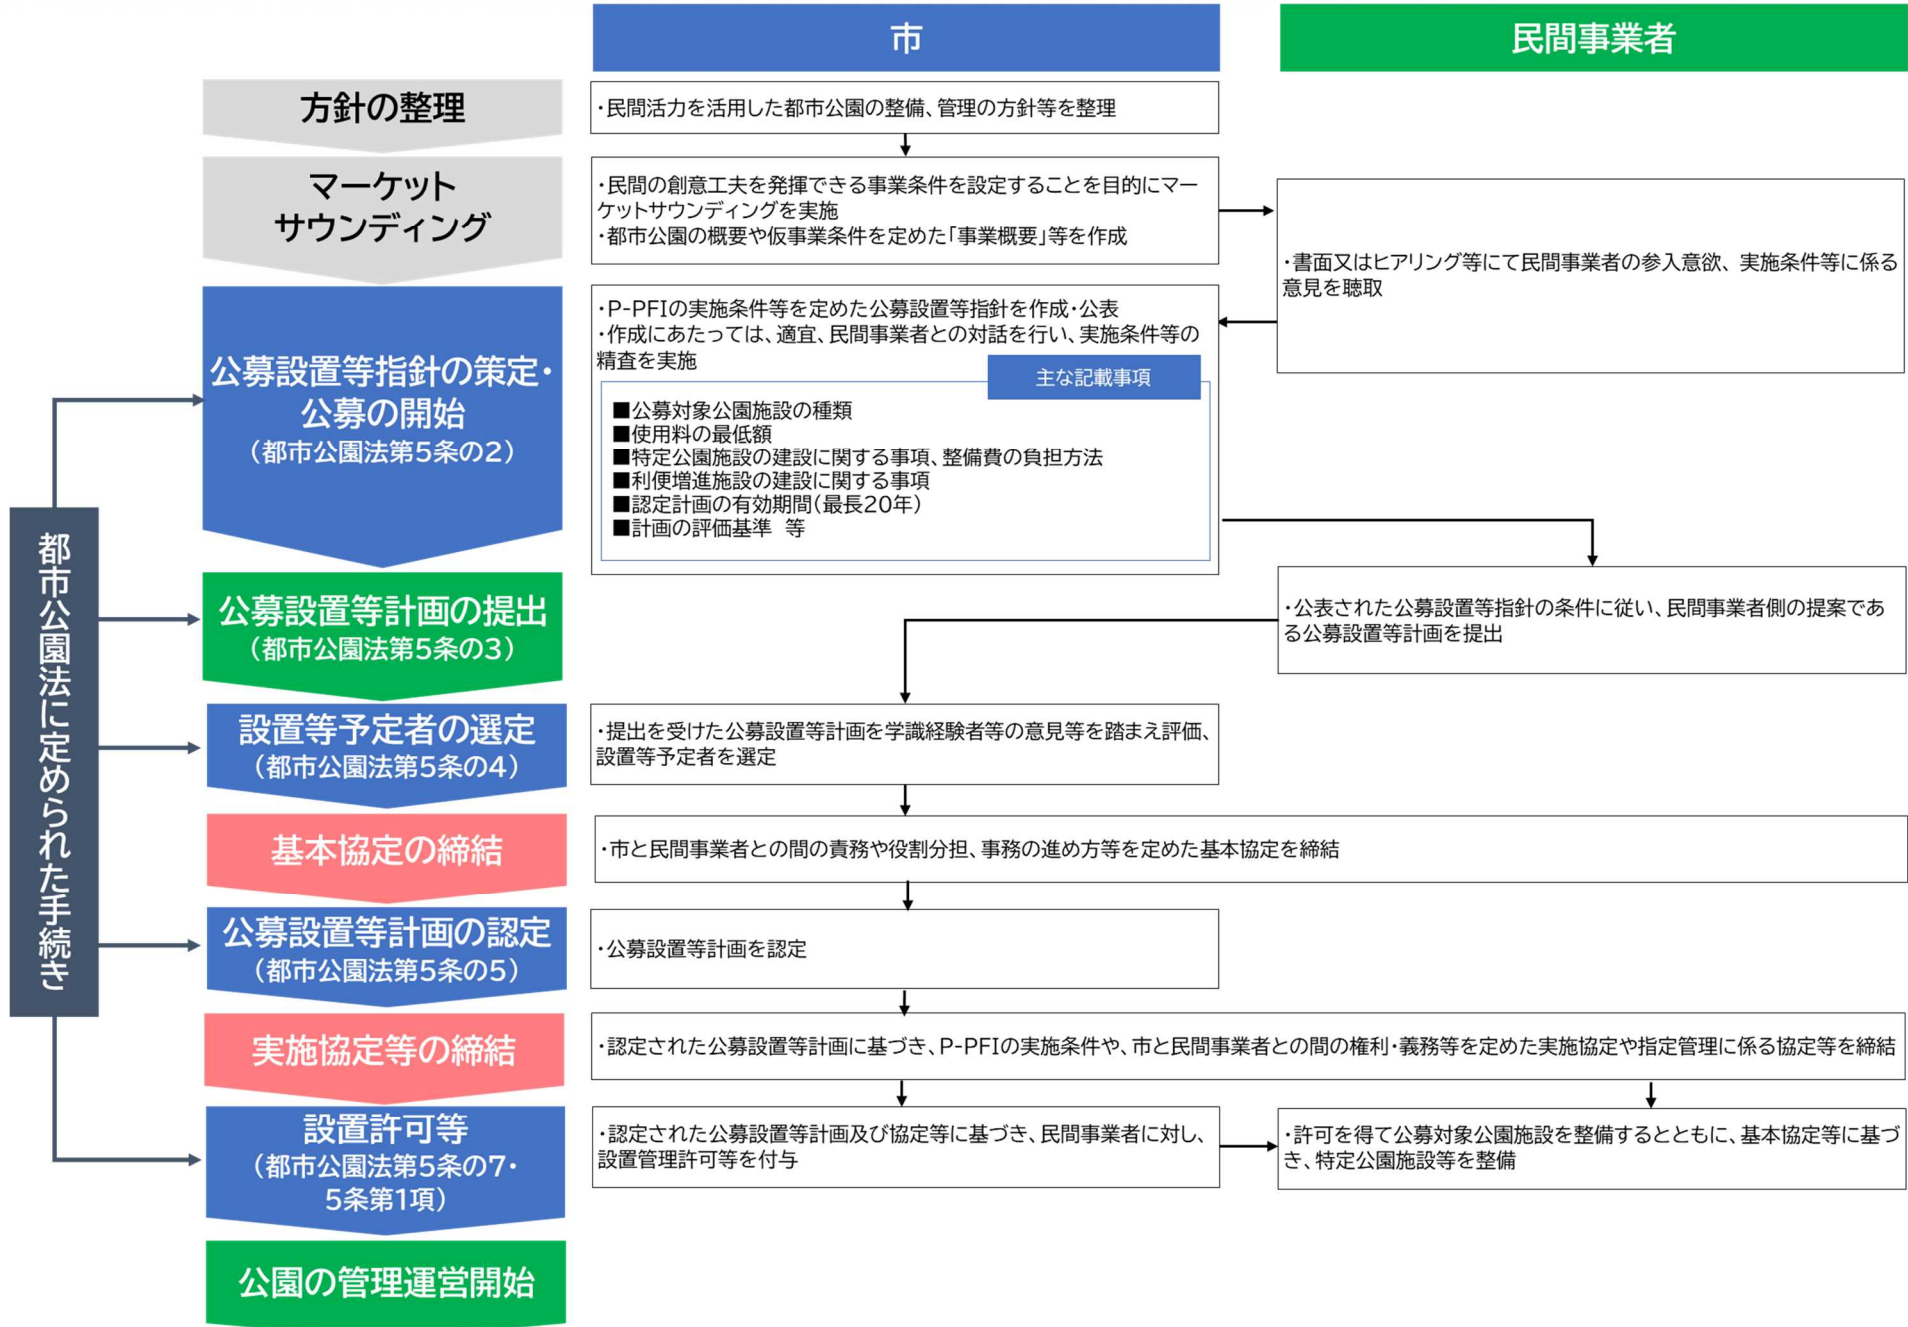 市
民間事業者
方針の整理
・民間活力を活用した都市公園の整備、管理の方針等を整理
マーケット
サウンディング
・民間の創意工夫を発揮できる事業条件を設定することを目的にマー
ケットサウンディングを実施
・都市公園の概要や仮事業条件を定めた「事業概要」等を作成
・書面又はヒアリング等にて民間事業者の参入意欲、実施条件等に係る
意見を聴取
公募設置等指針の策定・
公募の開始
（都市公園法第5条の2）
・P-PFIの実施条件等を定めた公募設置等指針を作成・公表
・作成にあたっては、適宜、民間事業者との対話を行い、実施条件等の
精査を実施
主な記載事項
■公募対象公園施設の種類
■使用料の最低額
■特定公園施設の建設に関する事項、整備費の負担方法
■利便増進施設の建設に関する事項
■認定計画の有効期間（最長20年）
■計画の評価基準　等
都市公園法に定められた手続き
公募設置等計画の提出
（都市公園法第5条の3）
・公表された公募設置等指針の条件に従い、民間事業者側の提案であ
る公募設置等計画を提出
設置等予定者の選定
（都市公園法第5条の4）
・提出を受けた公募設置等計画を学識経験者等の意見等を踏まえ評価、
設置等予定者を選定
基本協定の締結
・市と民間事業者との間の責務や役割分担、事務の進め方等を定めた基本協定を締結
公募設置等計画の認定
（都市公園法第5条の5）
・公募設置等計画を認定
実施協定等の締結
・認定された公募設置等計画に基づき、P-PFIの実施条件や、市と民間事業者との間の権利・義務等を定めた実施協定や指定管理に係る協定等を締結
設置許可等
（都市公園法第5条の7・
5条第1項）
・認定された公募設置等計画及び協定等に基づき、民間事業者に対し、
設置管理許可等を付与
・許可を得て公募対象公園施設を整備するとともに、基本協定等に基づ
き、特定公園施設等を整備
公園の管理運営開始